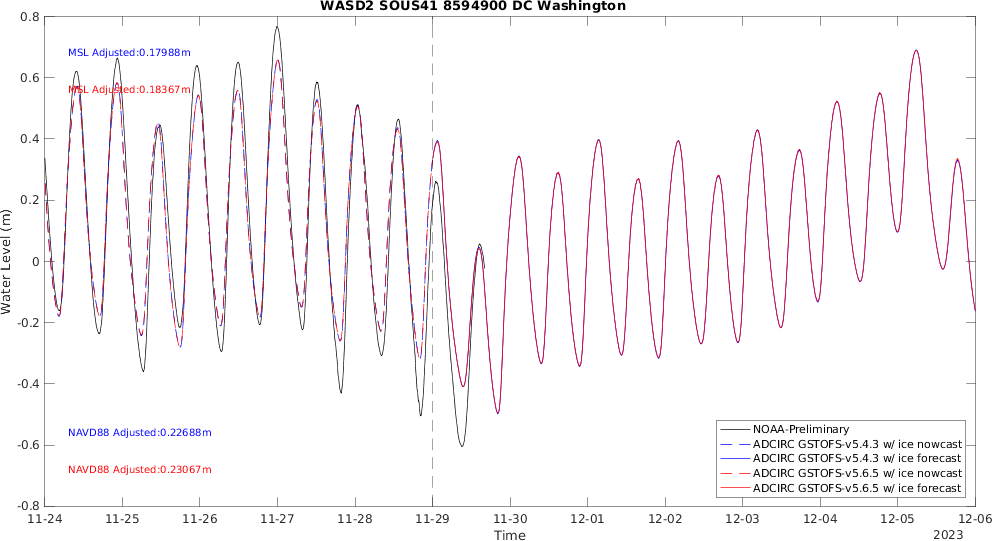 WASD2 SOUS41 8594900 DC Washington
0.8
0.6
0.4
0.2
0
-0.2
-0.4
-0.6
-0.8
Water Level (m)
MSL Adjusted:0.17988m
MSL Adjusted:0.18367m
NAVD88 Adjusted:0.22688m
NAVD88 Adjusted:0.23067m
NOAA-Preliminary
ADCIRC GSTOFS-v5.4.3 w/ ice nowcast
ADCIRC GSTOFS-v5.4.3 w/ ice forecast
ADCIRC GSTOFS-v5.6.5 w/ ice nowcast
ADCIRC GSTOFS-v5.6.5 w/ ice forecast
11-24 11-25 11-26 11-27 11-28 11-29 11-30 12-01 12-02 12-03 12-04 12-05 12-06
Time
2023